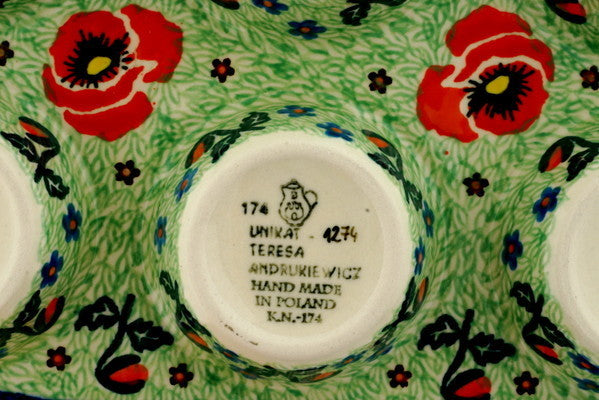 174
UNIKAT - 1274
TERESA
ANDRUKIEWICZ
HAND MADE
IN POLAND
K.N.-174